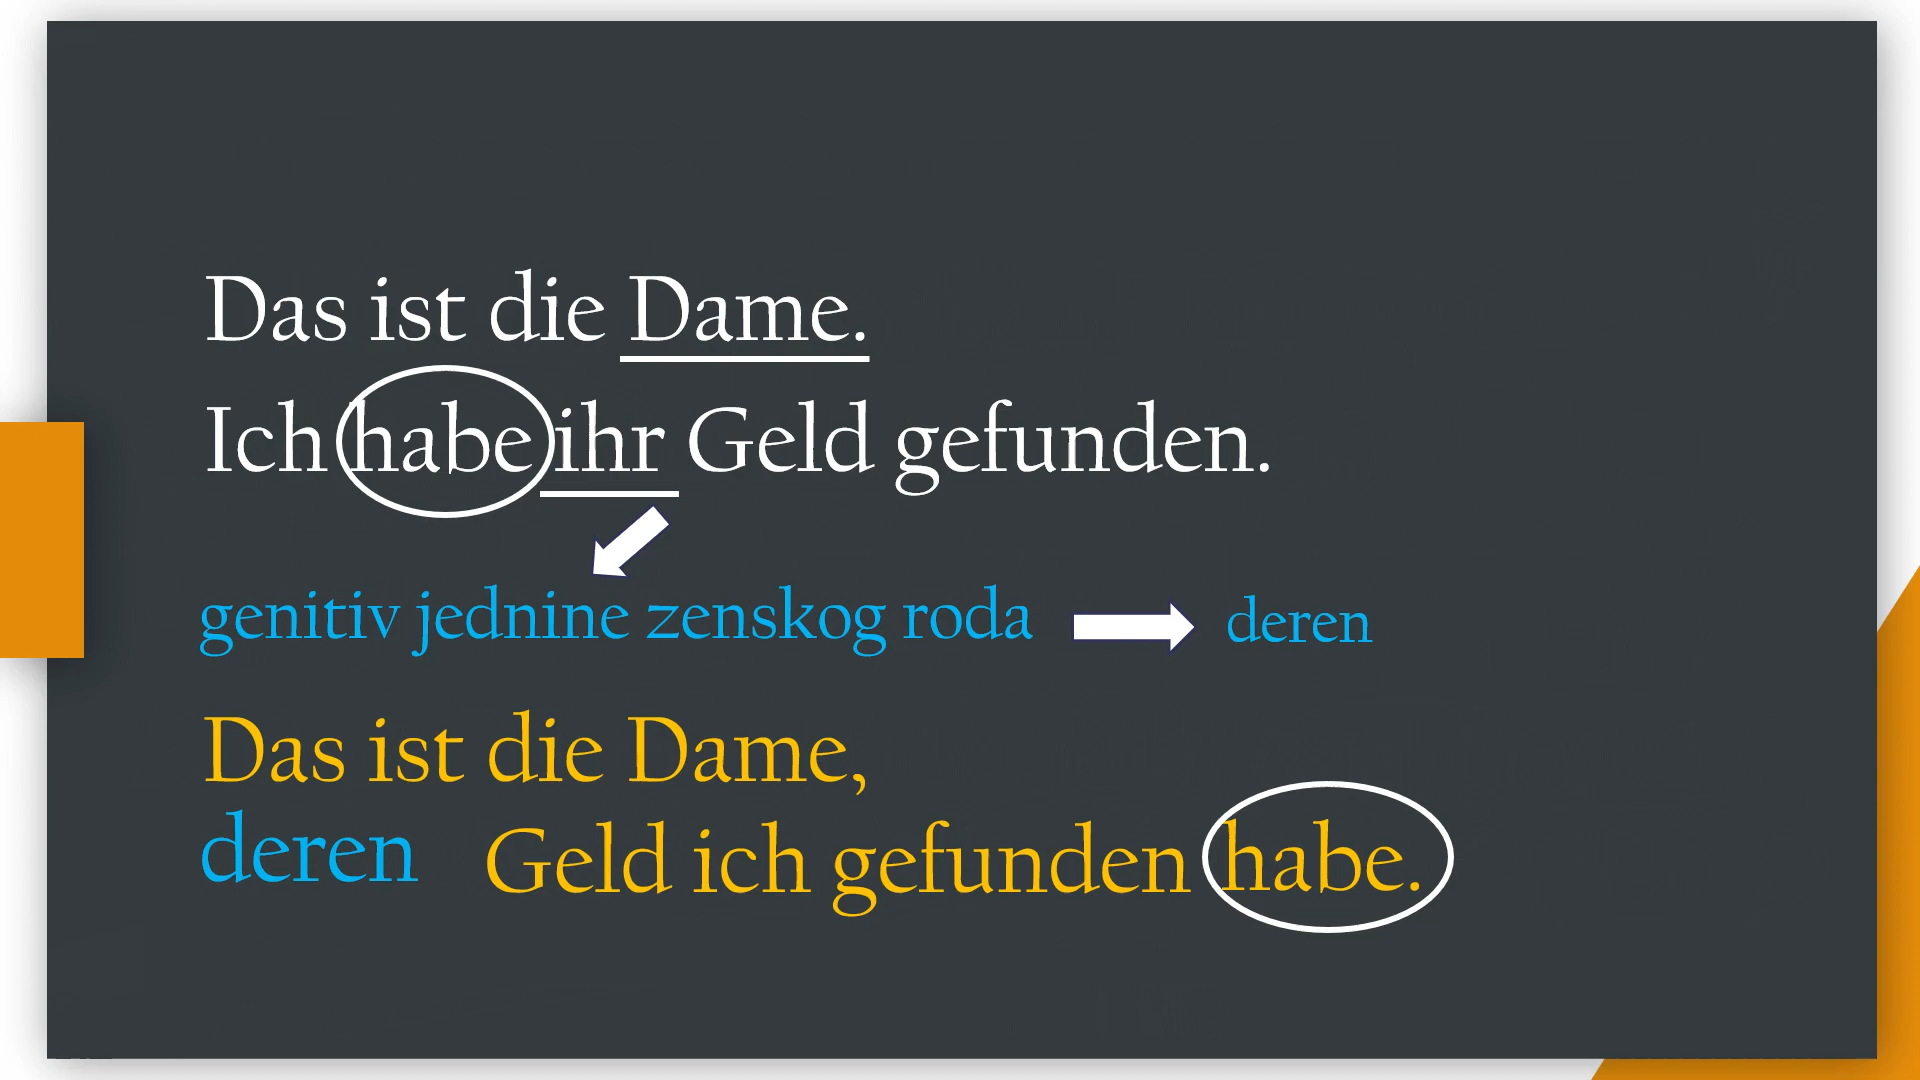 Das ist die Dame.
Ich habe ihr Geld gefunden.
genitiv jednine zenskog roda deren
Das ist die Dame,
deren Geld ich gefunden habe.